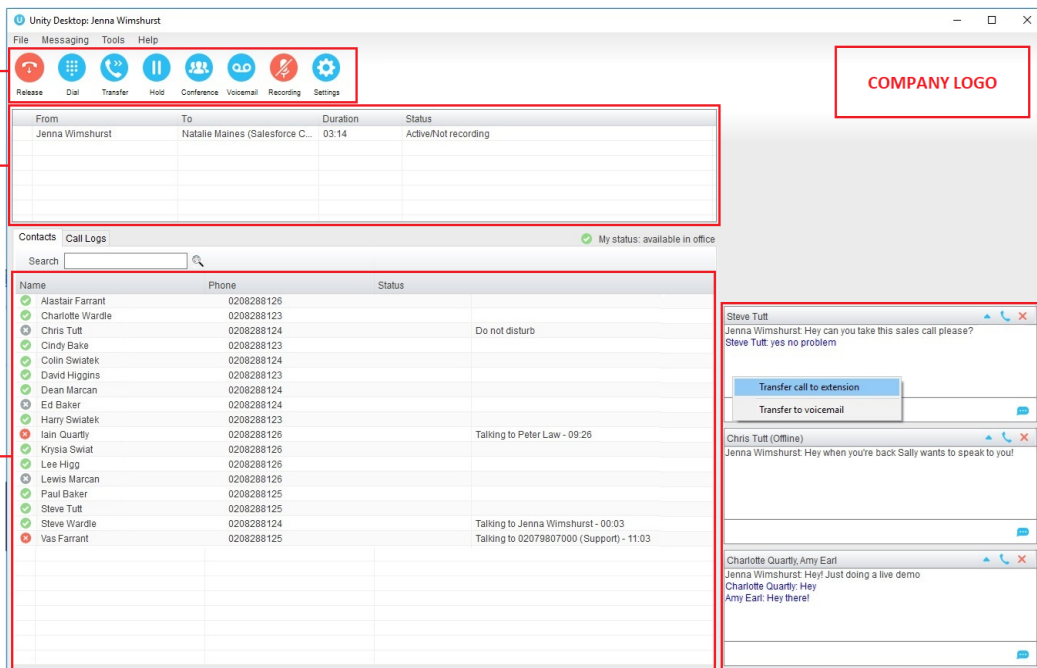 Unity Desktop: Jenna Wimshurst
File Messaging Tools Help
Release Dial Transfer Hold Conference Voicemail Recording Settings
COMPANY LOGO
From To Duration Status
Jenna Wimshurst Natalie Maines (Salesforce C... 03:14 Active/Not recording
Contacts Call Logs My status: available in office
Search
Name Phone Status
Alastair Farrant 0208288126
Charlotte Wardle 0208288123
Chris Tutt 0208288124 Do not disturb
Cindy Bake 0208288123
Colin Swiatek 0208288124
David Higgins 0208288123
Dean Marcan 0208288124
Ed Baker 0208288124
Harry Swiatek 0208288123
Iain Quartly 0208288126 Talking to Peter Law - 09:26
Krysia Swiat 0208288126
Lee Higg 0208288126
Lewis Marcan 0208288126
Paul Baker 0208288125
Steve Tutt 0208288125
Steve Wardle 0208288124 Talking to Jenna Wimshurst - 00:03
Vas Farrant 0208288125 Talking to 02079807000 (Support) - 11:03
Steve Tutt
Jenna Wimshurst: Hey can you take this sales call please?
Steve Tutt: yes no problem
Transfer call to extension
Transfer to voicemail
Chris Tutt (Offline)
Jenna Wimshurst: Hey when you're back Sally wants to speak to you!
Charlotte Quartly, Amy Earl
Jenna Wimshurst: Hey! Just doing a live demo
Charlotte Quartly: Hey
Amy Earl: Hey there!